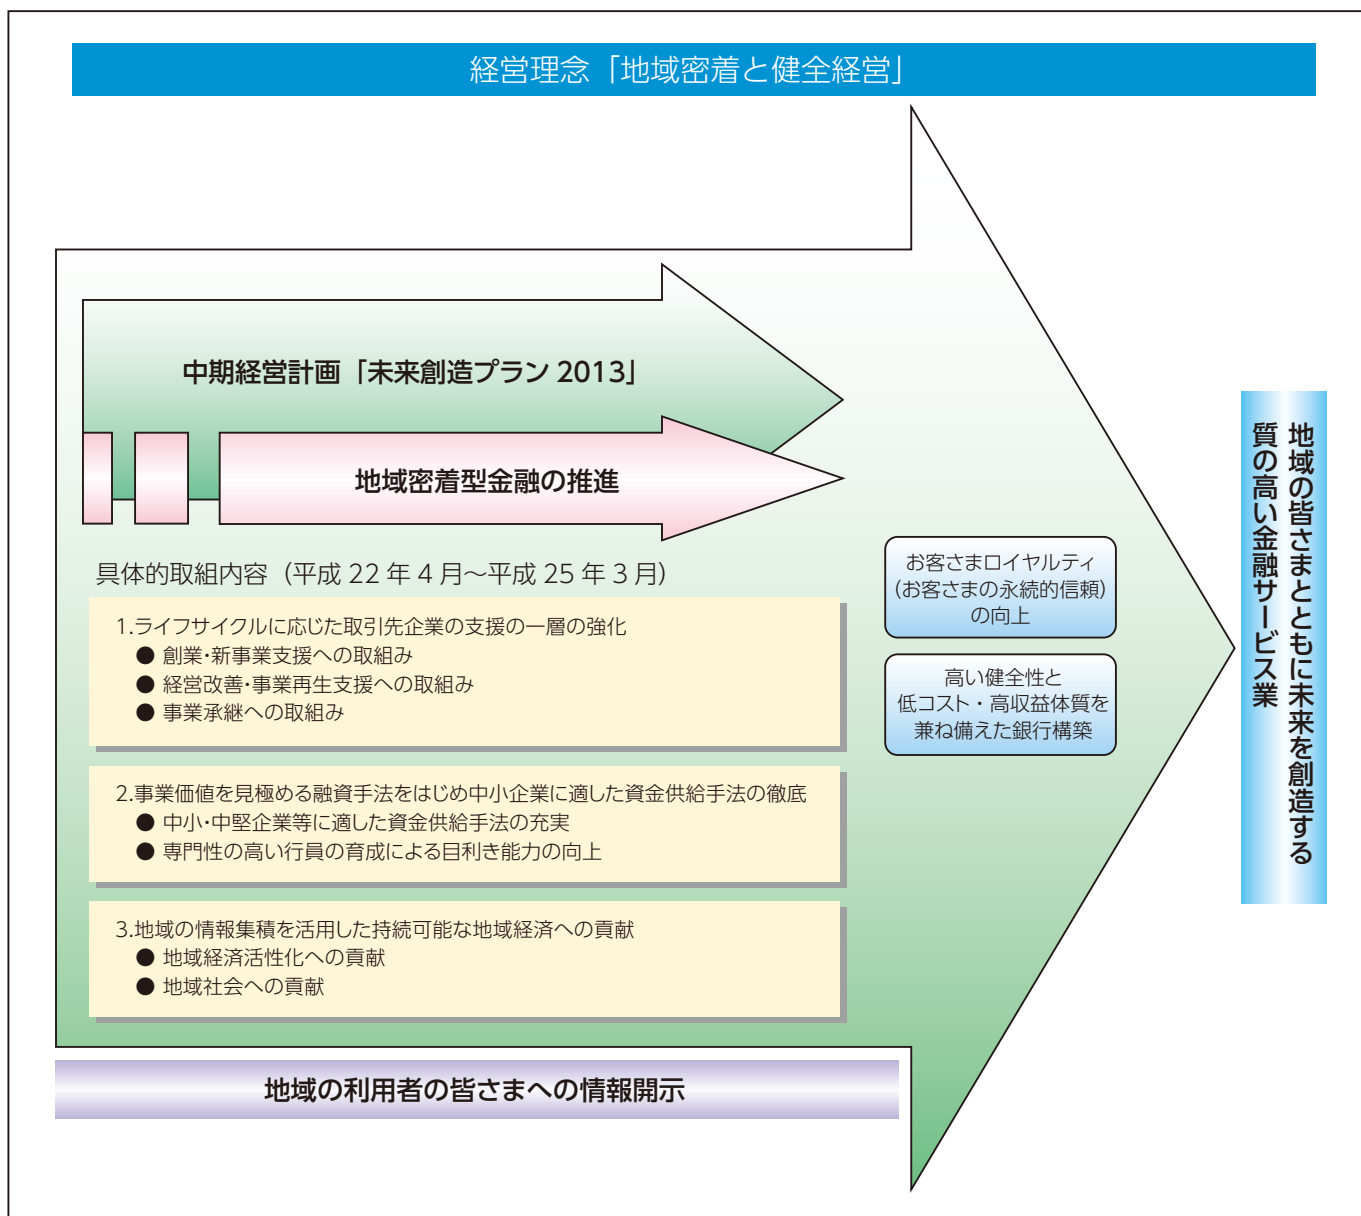 経営理念「地域密着と健全経営」
中期経営計画「未来創造プラン 2013」
地域密着型金融の推進
具体的取組内容（平成 22 年 4 月～平成 25 年 3 月）
1.ライフサイクルに応じた取引先企業の支援の一層の強化
● 創業・新事業支援への取組み
● 経営改善・事業再生支援への取組み
● 事業承継への取組み
2.事業価値を見極める融資手法をはじめ中小企業に適した資金供給手法の徹底
● 中小・中堅企業等に適した資金供給手法の充実
● 専門性の高い行員の育成による目利き能力の向上
3.地域の情報集積を活用した持続可能な地域経済への貢献
● 地域経済活性化への貢献
● 地域社会への貢献
お客さまロイヤルティ
(お客さまの永続的信頼)
の向上
高い健全性と
低コスト・高収益体質を
兼ね備えた銀行構築
地域の皆さまとともに未来を創造する
質の高い金融サービス業
地域の利用者の皆さまへの情報開示